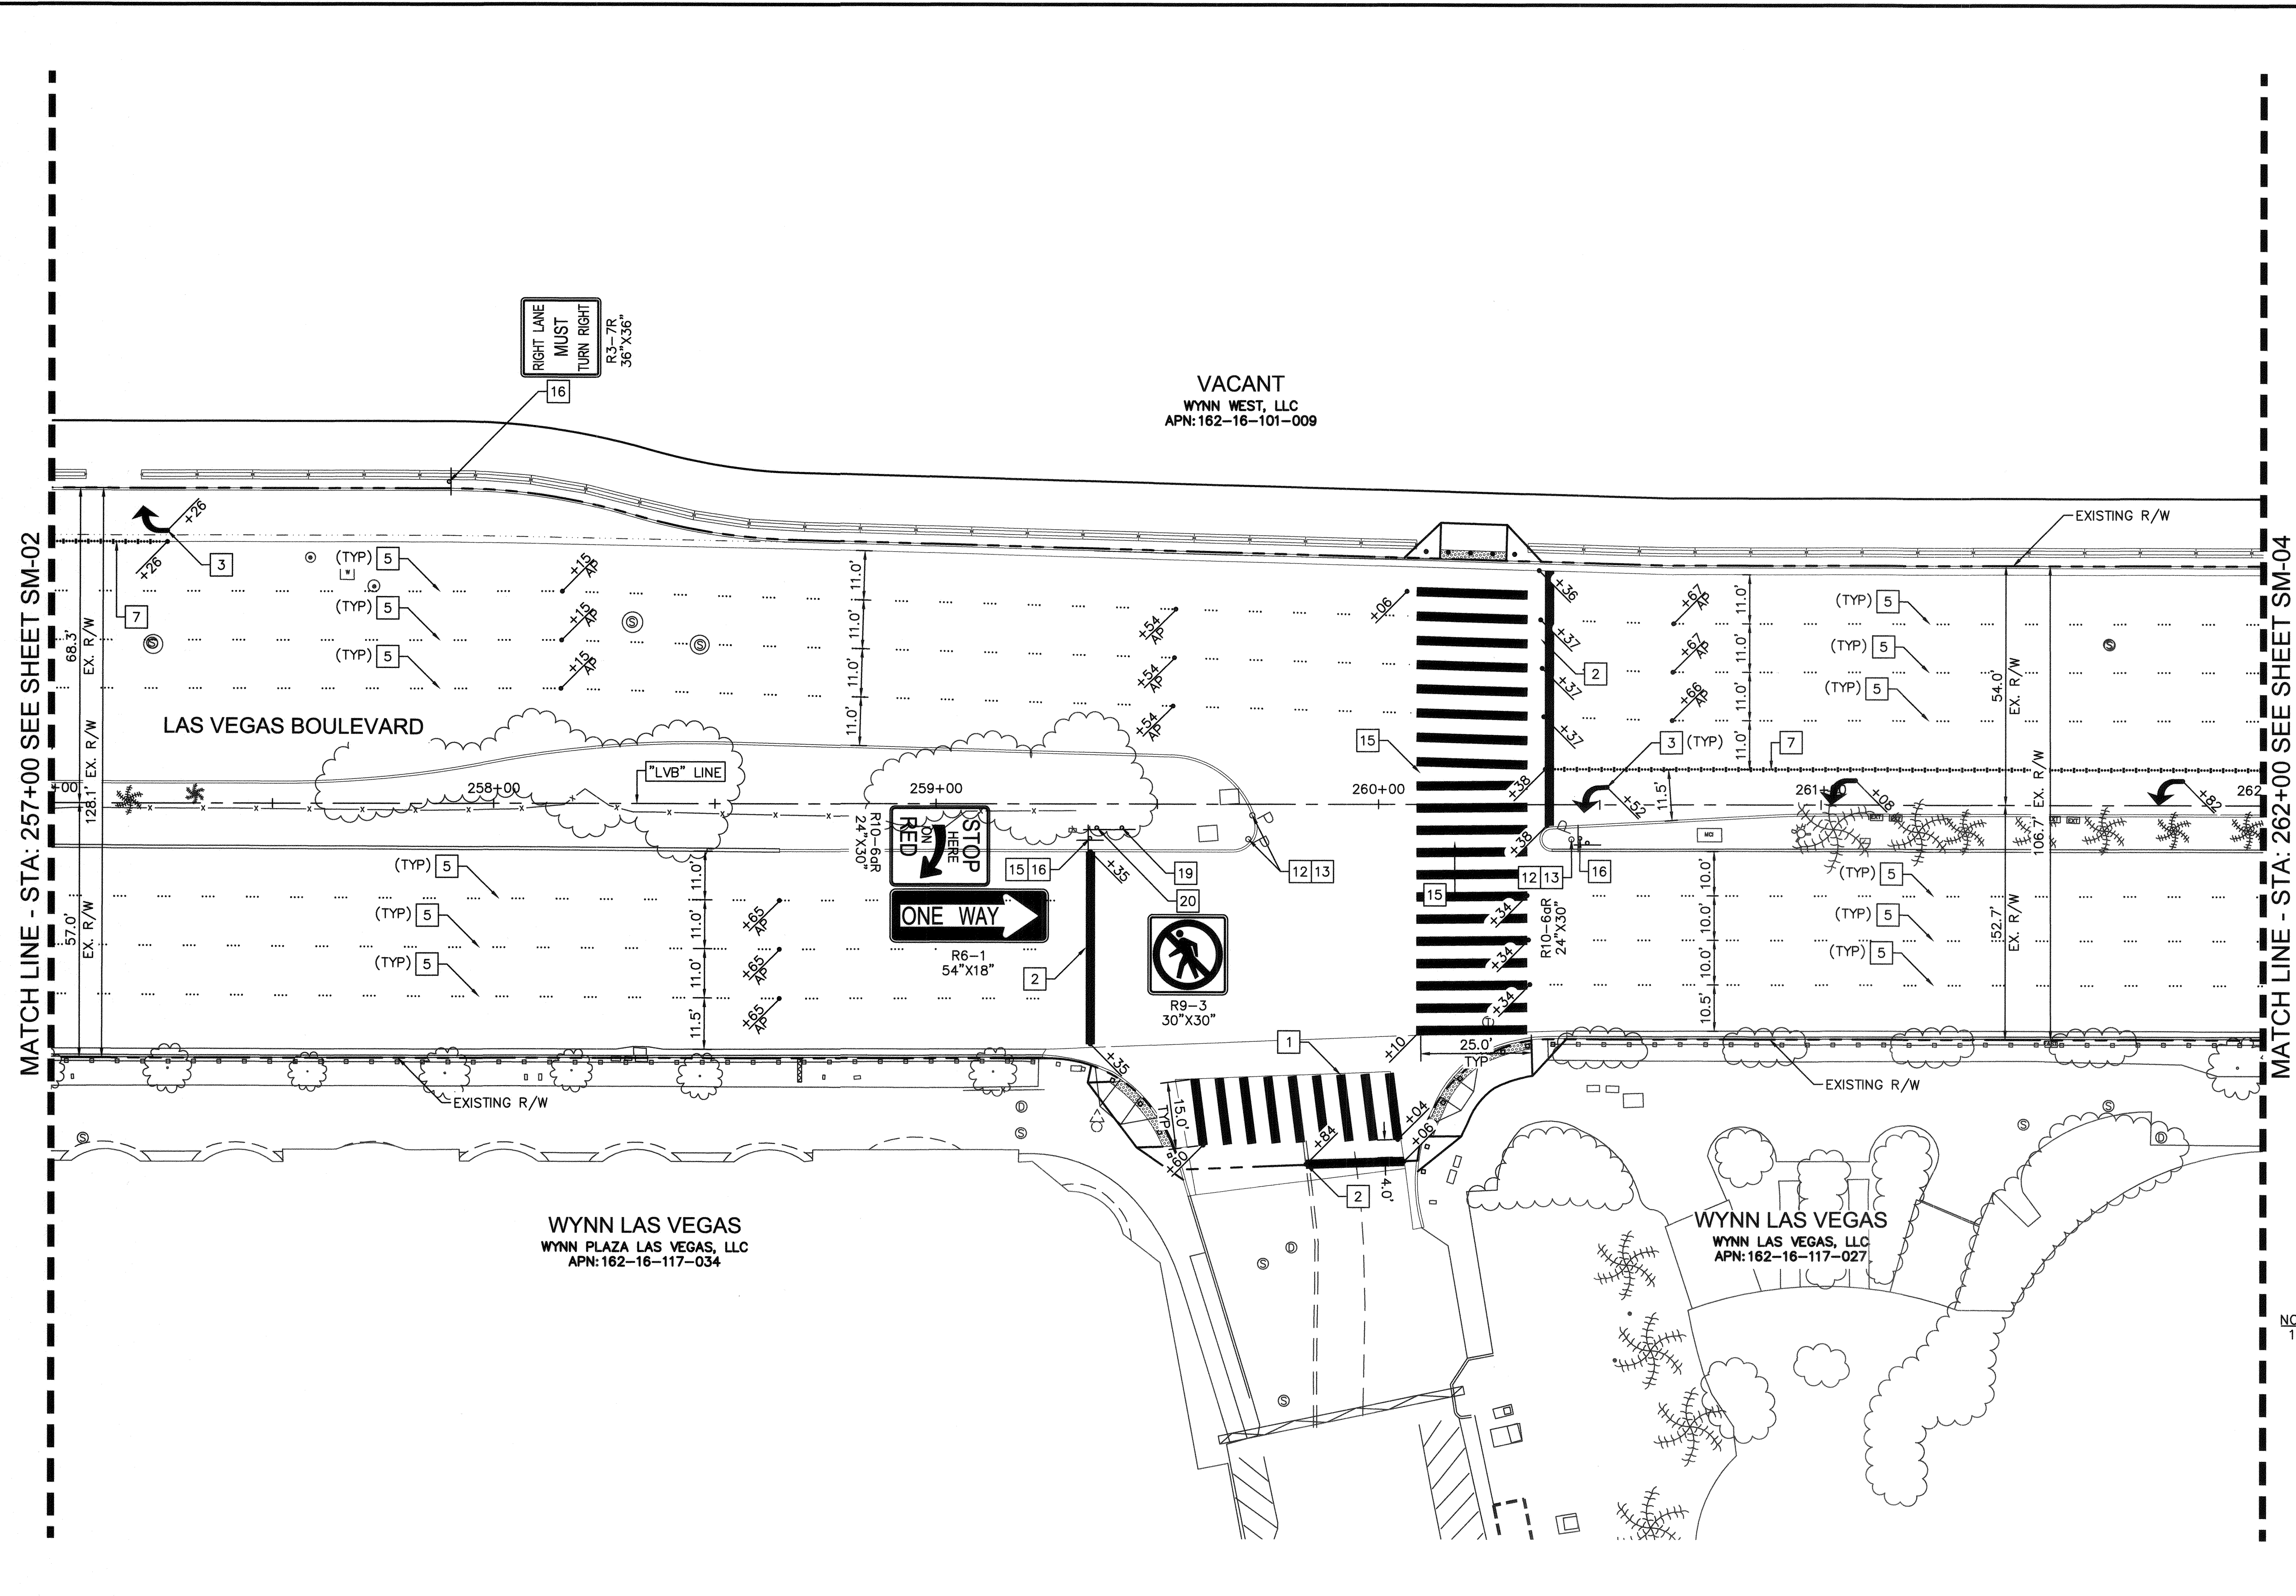 RIGHT LANE
MUST
TURN RIGHT
R3-7R
36"X36"
16
VACANT
WYNN WEST, LLC
APN: 162-16-101-009
EXISTING R/W
MATCH LINE - STA: 257+00 SEE SHEET SM-02
MATCH LINE - STA: 262+00 SEE SHEET SM-04
+26
+26
3
7
68.3'
EX. R/W
128.1' EX. R/W
57.0'
EX. R/W
W
S
(TYP) 5
(TYP) 5
(TYP) 5
+15
AP
+15
AP
+15
AP
S
S
11.0'
11.0'
11.0'
11.0'
+54
AP
+54
AP
+54
AP
+06
+36
+37
+37
+37
+38
+38
2
+67
AP
+67
AP
+66
AP
11.0'
11.0'
11.0'
11.0'
(TYP) 5
(TYP) 5
(TYP) 5
S
54.0'
EX. R/W
106.7' EX. R/W
52.7'
EX. R/W
LAS VEGAS BOULEVARD
"LVB" LINE
15
3 (TYP)
7
+00
258+00
259+00
260+00
261+00
262
11.5'
+52
+08
+82
STOP
HERE
ON
RED
R10-6aR
24"X30"
15 16
+35
19
20
12 13
15
12 13
16
R10-6aR
24"X30"
ONE WAY
R6-1
54"X18"
2
R9-3
30"X30"
(TYP) 5
(TYP) 5
(TYP) 5
+65
AP
+65
AP
+65
AP
11.0'
11.0'
11.0'
11.5'
+34
+34
+34
10.0'
10.0'
10.0'
10.5'
(TYP) 5
(TYP) 5
(TYP) 5
EXISTING R/W
EXISTING R/W
+35
1
+10
25.0'
TYP
15.0'
TYP
+60
+84
+04
+06
2
4.0'
D
S
S
S
D
D
S
S
WYNN LAS VEGAS
WYNN PLAZA LAS VEGAS, LLC
APN: 162-16-117-034
WYNN LAS VEGAS
WYNN LAS VEGAS, LLC
APN: 162-16-117-027
1